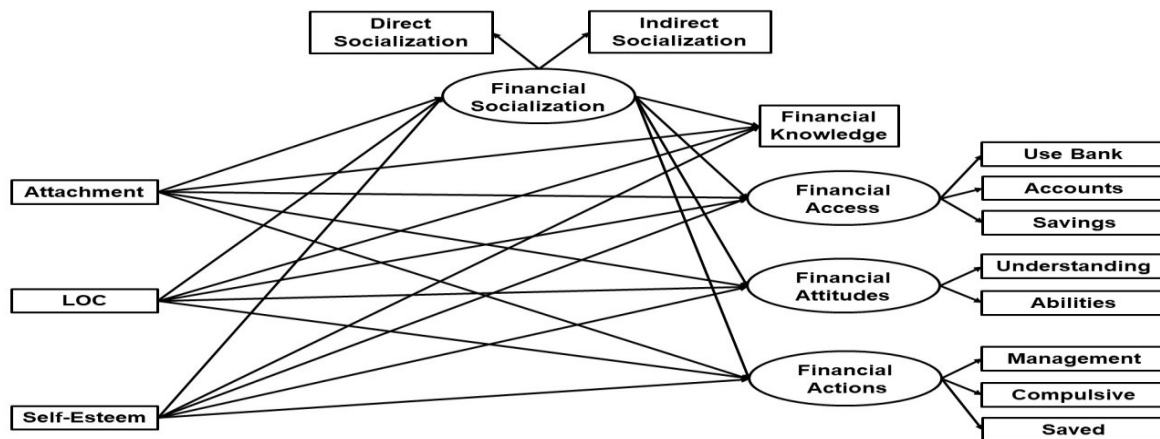 Direct
Socialization
Indirect
Socialization
Financial
Socialization
Financial
Knowledge
Use Bank
Attachment
Financial
Access
Accounts
Savings
LOC
Financial
Attitudes
Understanding
Abilities
Financial
Actions
Management
Compulsive
Self-Esteem
Saved